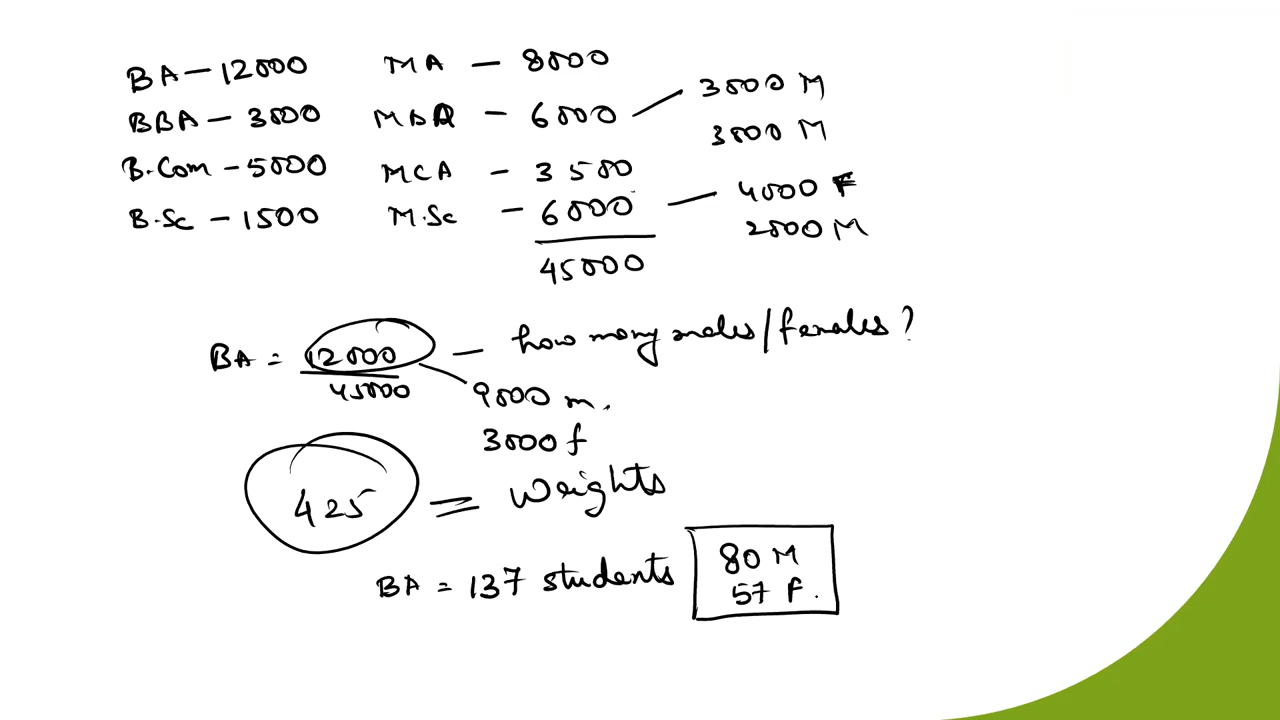 BA - 12000 MA - 8000
BBA - 3000 MBA - 6000 3000 M
3000 M
B.Com - 5000 MCA - 3500
B.Sc - 1500 M.Sc - 6000 4000 F
2000 M
45000
BA = 12000 - how many males/females?
45000
9000 m.
3000 f
425 = Weights
BA = 137 students 80 M
57 F.